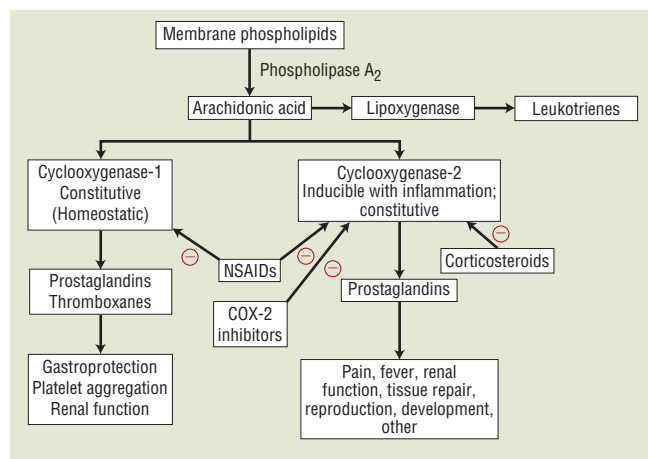 Membrane phospholipids
Phospholipase A₂
Arachidonic acid
Lipoxygenase
Leukotrienes
Cyclooxygenase-1
Constitutive
(Homeostatic)
Cyclooxygenase-2
Inducible with inflammation;
constitutive
NSAIDs
Corticosteroids
Prostaglandins
Thromboxanes
COX-2
inhibitors
Prostaglandins
Gastroprotection
Platelet aggregation
Renal function
Pain, fever, renal
function, tissue repair,
reproduction, development,
other